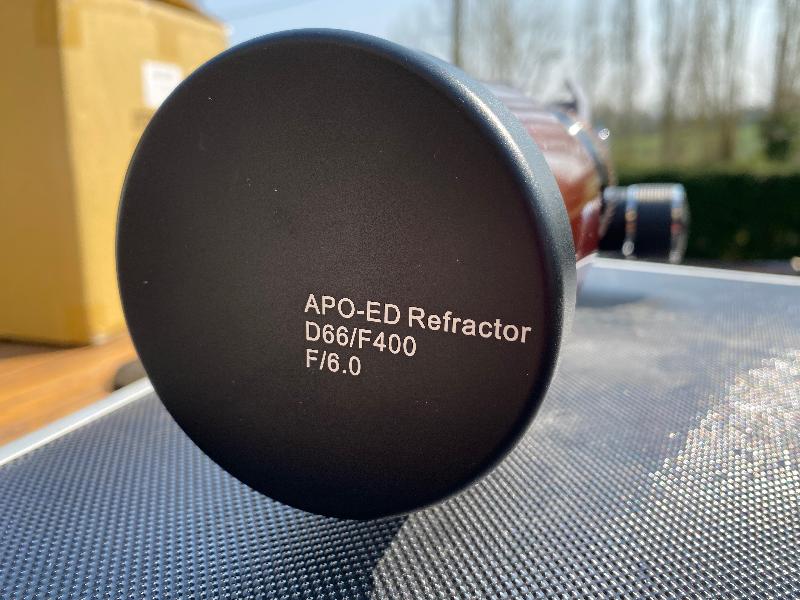 APO-ED Refractor
D66/F400
F/6.0